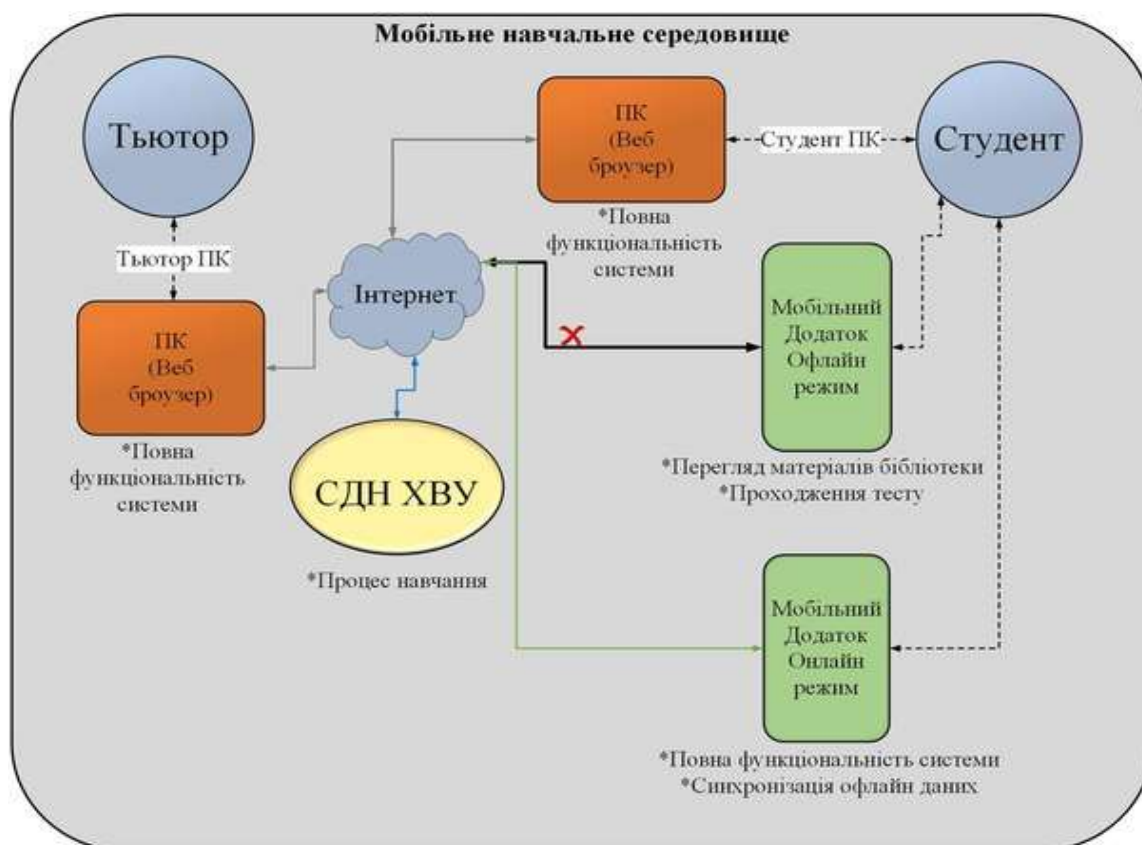 Мобільне навчальне середовище
Тьютор
Тьютор ПК
ПК
(Веб
броузер)
*Повна
функціональність
системи
Інтернет
СДН ХВУ
*Процес навчання
ПК
(Веб
броузер)
*Повна
функціональність
системи
Студент ПК
Студент
Мобільний
Додаток
Офлайн
режим
*Перегляд матеріалів бібліотеки
*Проходження тесту
Мобільний
Додаток
Онлайн
режим
*Повна функціональність системи
*Синхронізація офлайн даних